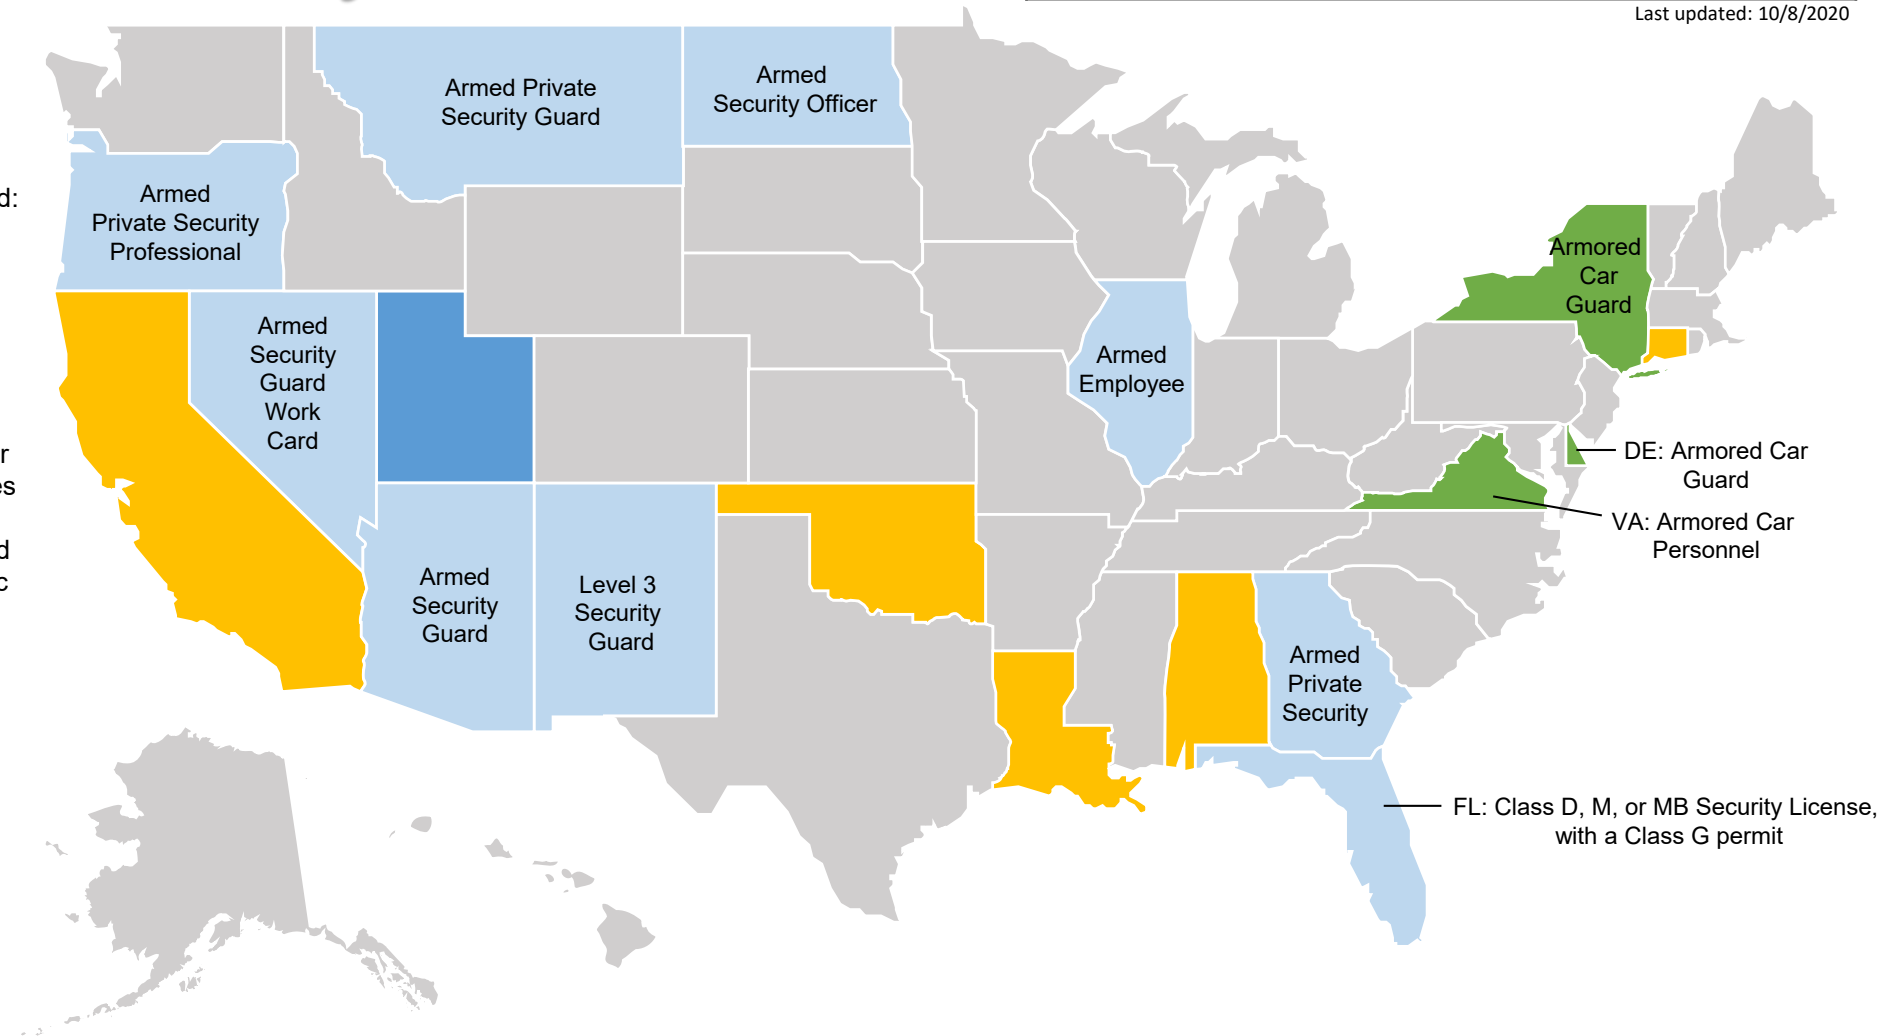 Last updated: 10/8/2020
Armed Private
Security Guard
Armed
Security Officer
d:
Armed
Private Security
Professional
Armored
Car
Guard
Armed
Security
Guard
Work
Card
Armed
Employee
r
es
d
c
DE: Armored Car
Guard
VA: Armored Car
Personnel
Armed
Security
Guard
Level 3
Security
Guard
Armed
Private
Security
FL: Class D, M, or MB Security License,
with a Class G permit